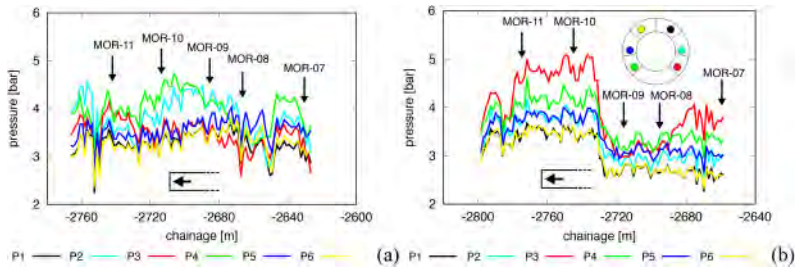 6
5
4
3
2
pressure [bar]
MOR-11
MOR-10
MOR-09
MOR-08
MOR-07
-2760
-2720
-2680
-2640
-2600
chainage [m]
P1 P2 P3 P4 P5 P6 (a)
6
5
4
3
2
pressure [bar]
MOR-11
MOR-10
MOR-09
MOR-08
MOR-07
-2800
-2760
-2720
-2680
-2640
chainage [m]
P1 P2 P3 P4 P5 P6 (b)